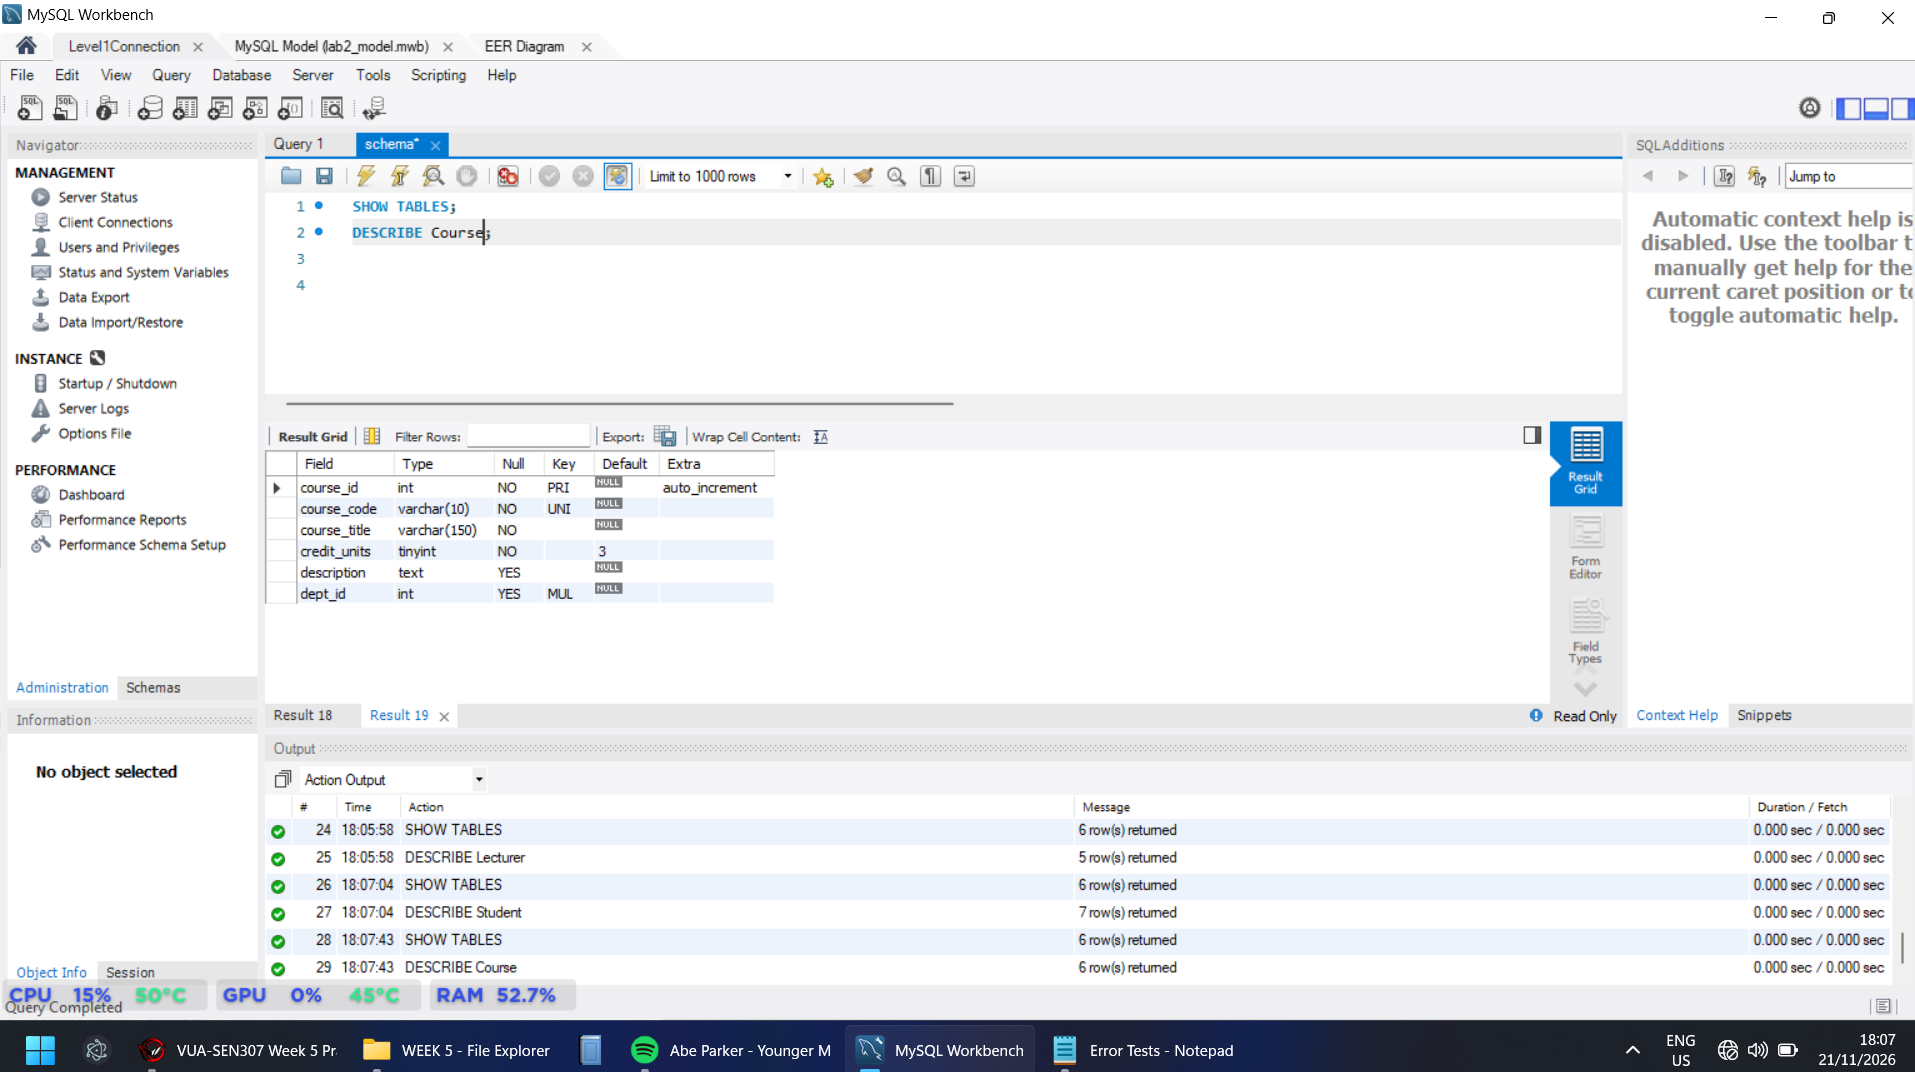 MySQL Workbench
Level1Connection
MySQL Model (lab2_model.mwb)
EER Diagram
File Edit View Query Database Server Tools Scripting Help
Navigator
MANAGEMENT
Server Status
Client Connections
Users and Privileges
Status and System Variables
Data Export
Data Import/Restore
INSTANCE
Startup / Shutdown
Server Logs
Options File
PERFORMANCE
Dashboard
Performance Reports
Performance Schema Setup
Administration Schemas
Information
No object selected
Object Info Session
Query 1 schema*
Limit to 1000 rows
1 SHOW TABLES;
2 DESCRIBE Course;
3
4
Result Grid Filter Rows: Export: Wrap Cell Content:
Field Type Null Key Default Extra
course_id int NO PRI NULL auto_increment
course_code varchar(10) NO UNI NULL
course_title varchar(150) NO NULL
credit_units tinyint NO 3
description text YES NULL
dept_id int YES MUL NULL
Result Grid
Form Editor
Field Types
Result 18 Result 19
Read Only
SQLAdditions
Jump to
Automatic context help is
disabled. Use the toolbar t
manually get help for the
current caret position or to
toggle automatic help.
Context Help Snippets
Output
Action Output
# Time Action Message Duration / Fetch
24 18:05:58 SHOW TABLES 6 row(s) returned 0.000 sec / 0.000 sec
25 18:05:58 DESCRIBE Lecturer 5 row(s) returned 0.000 sec / 0.000 sec
26 18:07:04 SHOW TABLES 6 row(s) returned 0.000 sec / 0.000 sec
27 18:07:04 DESCRIBE Student 7 row(s) returned 0.000 sec / 0.000 sec
28 18:07:43 SHOW TABLES 6 row(s) returned 0.000 sec / 0.000 sec
29 18:07:43 DESCRIBE Course 6 row(s) returned 0.000 sec / 0.000 sec
CPU 15% 50°C GPU 0% 45°C RAM 52.7%
Query Completed
VUA-SEN307 Week 5 Pr
WEEK 5 - File Explorer
Abe Parker - Younger M
MySQL Workbench
Error Tests - Notepad
ENG
US
18:07
21/11/2026